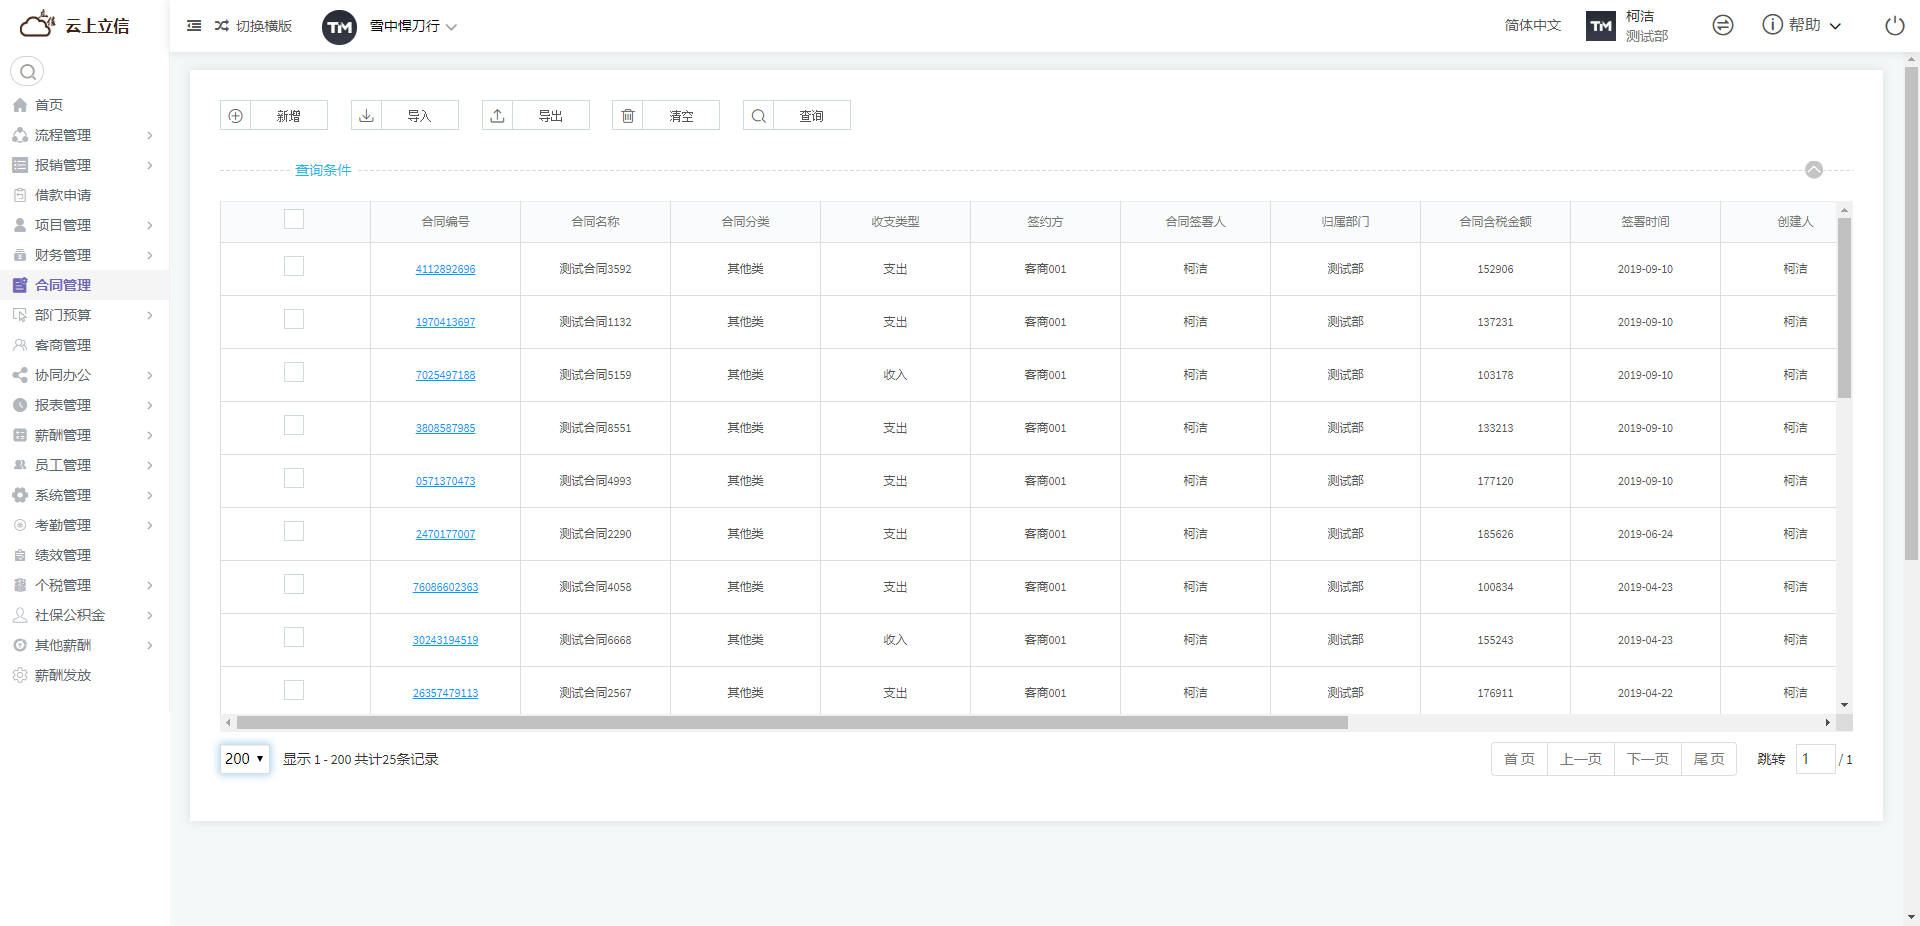 云上立信
切换横版
TM
雪中悍刀行
简体中文
TM
柯洁
测试部
帮助
首页
流程管理
报销管理
借款申请
项目管理
财务管理
合同管理
部门预算
客商管理
协同办公
报表管理
薪酬管理
员工管理
系统管理
考勤管理
绩效管理
个税管理
社保公积金
其他薪酬
薪酬发放
新增 导入 导出 清空 查询
查询条件
合同编号 合同名称 合同分类 收支类型 签约方 合同签署人 归属部门 合同含税金额 签署时间 创建人
4112892696 测试合同3592 其他类 支出 客商001 柯洁 测试部 152906 2019-09-10 柯洁
1970413697 测试合同1132 其他类 支出 客商001 柯洁 测试部 137231 2019-09-10 柯洁
7025497188 测试合同5159 其他类 收入 客商001 柯洁 测试部 103178 2019-09-10 柯洁
3808587985 测试合同8551 其他类 支出 客商001 柯洁 测试部 133213 2019-09-10 柯洁
0571370473 测试合同4993 其他类 支出 客商001 柯洁 测试部 177120 2019-09-10 柯洁
2470177007 测试合同2290 其他类 支出 客商001 柯洁 测试部 185626 2019-06-24 柯洁
76086602363 测试合同4058 其他类 支出 客商001 柯洁 测试部 100834 2019-04-23 柯洁
30243194519 测试合同6668 其他类 收入 客商001 柯洁 测试部 155243 2019-04-23 柯洁
26357479113 测试合同2567 其他类 支出 客商001 柯洁 测试部 176911 2019-04-22 柯洁
200 显示 1 - 200 共计25条记录 首页 上一页 下一页 尾页 跳转 1 / 1